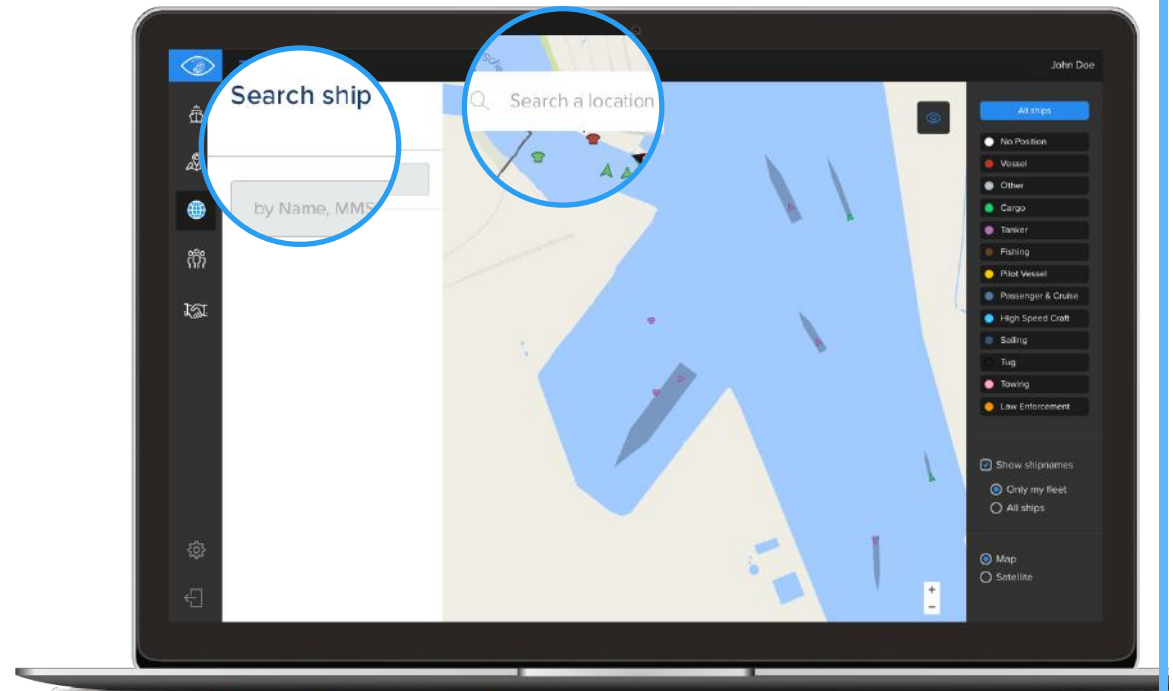 John Doe
Search ship
by Name, MMS
Search a location
All ships
No Position
Vessel
Other
Cargo
Tanker
Fishing
Pilot Vessel
Passenger & Cruise
High Speed Craft
Sailing
Tug
Towing
Law Enforcement
Show shipnames
Only my fleet
All ships
Map
Satellite
+
−